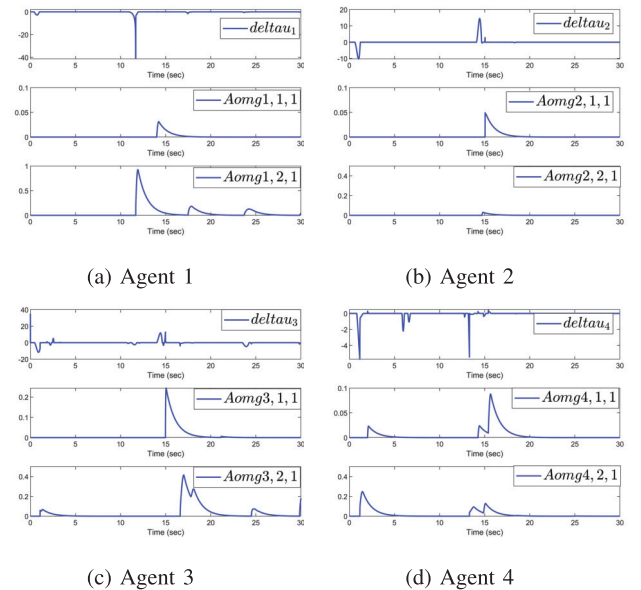 0
-20
-40
deltau₁
0 5 10 15 20 25 30
Time (sec)
0.1
0.05
0
Aomg1,1,1
0 5 10 15 20 25 30
Time (sec)
1
0.5
0
Aomg1,2,1
0 5 10 15 20 25 30
Time (sec)
(a) Agent 1
20
10
0
-10
deltau₂
0 5 10 15 20 25 30
Time (sec)
0.1
0.05
0
Aomg2,1,1
0 5 10 15 20 25 30
Time (sec)
0.4
0.2
0
Aomg2,2,1
0 5 10 15 20 25 30
Time (sec)
(b) Agent 2
40
20
0
-20
deltau₃
0 5 10 15 20 25 30
Time (sec)
0.2
0.1
0
Aomg3,1,1
0 5 10 15 20 25 30
Time (sec)
0.4
0.2
0
Aomg3,2,1
0 5 10 15 20 25 30
Time (sec)
(c) Agent 3
0
-2
-4
deltau₄
0 5 10 15 20 25 30
Time (sec)
0.1
0.05
0
Aomg4,1,1
0 5 10 15 20 25 30
Time (sec)
0.4
0.2
0
Aomg4,2,1
0 5 10 15 20 25 30
Time (sec)
(d) Agent 4